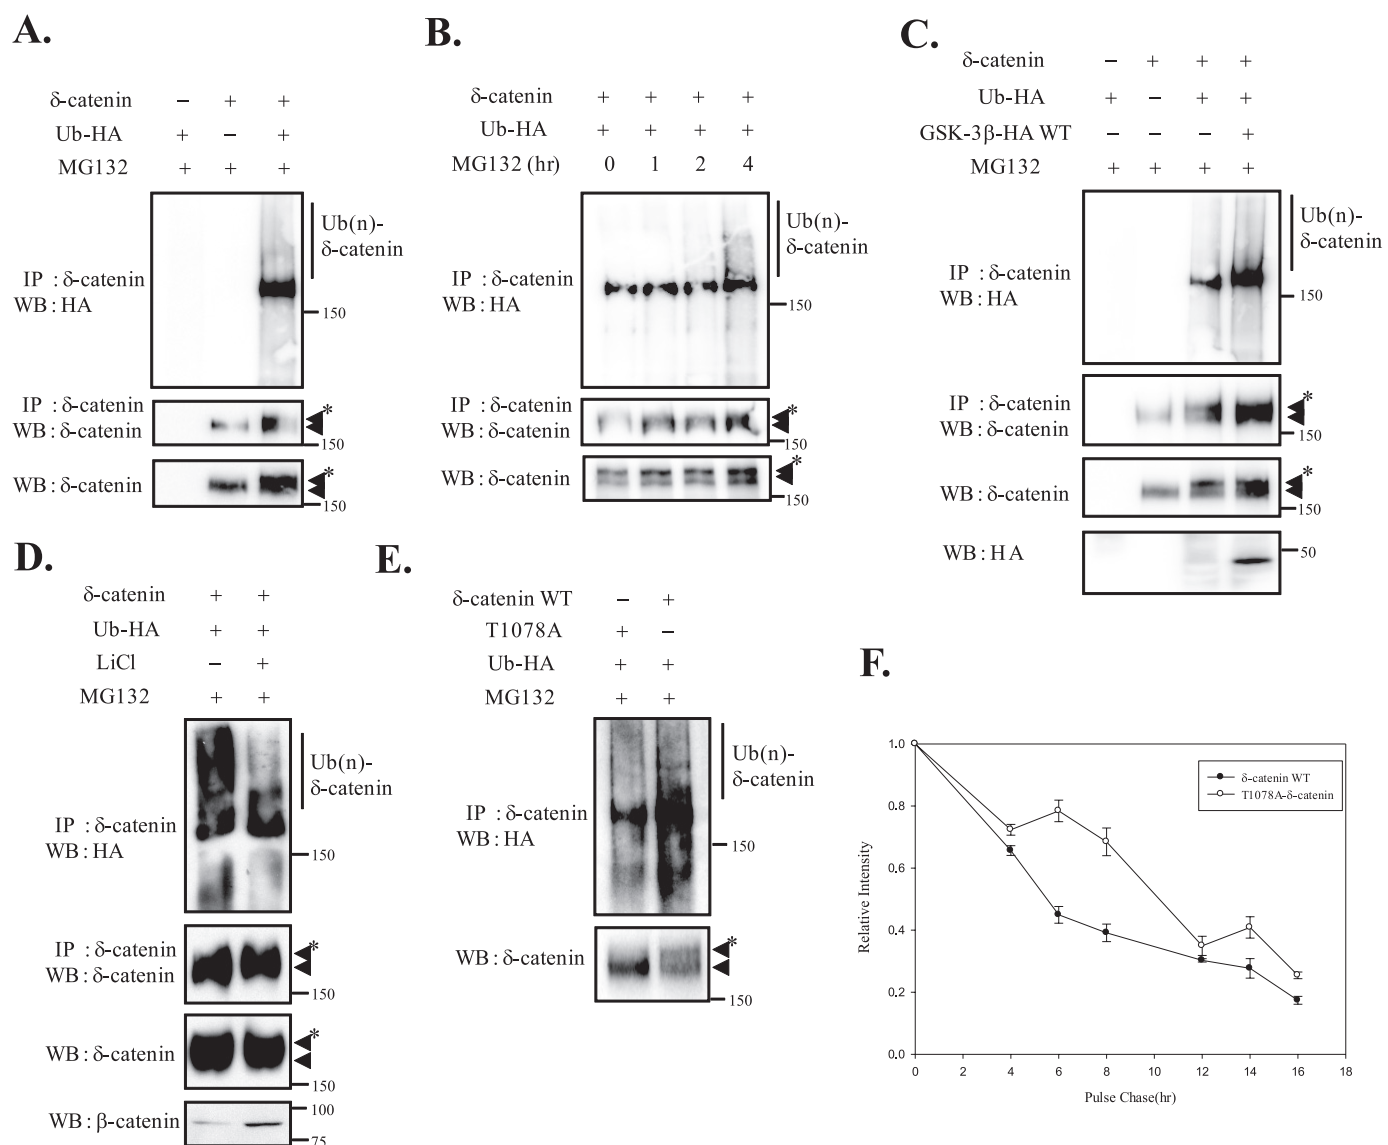 A.
δ-catenin − + +
Ub-HA + − +
MG132 + + +
Ub(n)-
δ-catenin
IP : δ-catenin
WB : HA
150
IP : δ-catenin
WB : δ-catenin
*
150
WB : δ-catenin
*
150
B.
δ-catenin + + + +
Ub-HA + + + +
MG132 (hr) 0 1 2 4
Ub(n)-
δ-catenin
IP : δ-catenin
WB : HA
150
IP : δ-catenin
WB : δ-catenin
*
150
WB : δ-catenin
*
150
C.
δ-catenin − + + +
Ub-HA + − + +
GSK-3β-HA WT − − − +
MG132 + + + +
Ub(n)-
δ-catenin
IP : δ-catenin
WB : HA
150
IP : δ-catenin
WB : δ-catenin
*
150
WB : δ-catenin
*
150
WB : HA
50
D.
δ-catenin + +
Ub-HA + +
LiCl − +
MG132 + +
Ub(n)-
δ-catenin
IP : δ-catenin
WB : HA
150
IP : δ-catenin
WB : δ-catenin
*
150
WB : δ-catenin
*
150
WB : β-catenin
100
75
E.
δ-catenin WT − +
T1078A + −
Ub-HA + +
MG132 + +
Ub(n)-
δ-catenin
IP : δ-catenin
WB : HA
150
WB : δ-catenin
*
150
F.
1.0
0.8
0.6
0.4
0.2
0.0
Relative Intensity
δ-catenin WT
T1078A-δ-catenin
0 2 4 6 8 10 12 14 16 18
Pulse Chase(hr)